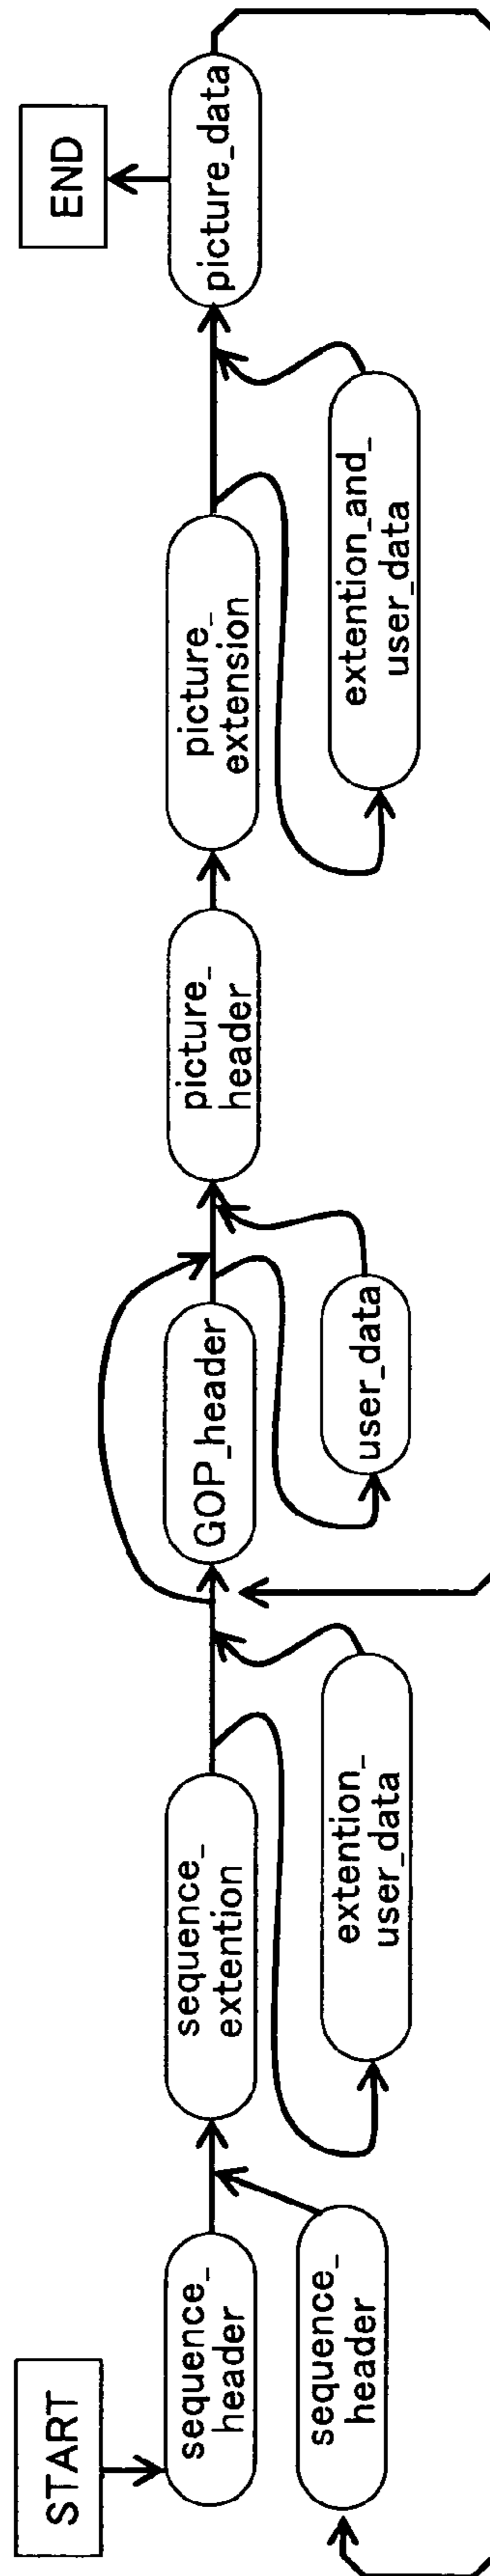 START
sequence_
header
sequence_
header
sequence_
extention
extention_
user_data
GOP_header
user_data
picture_
header
picture_
extension
extention_and_
user_data
picture_data
END